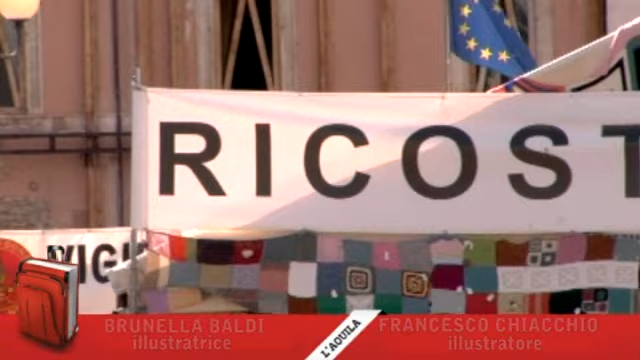 RICOST
VIGI
BRUNELLA BALDI
illustratrice
L'AQUILA
FRANCESCO CHIACCHIO
illustratore